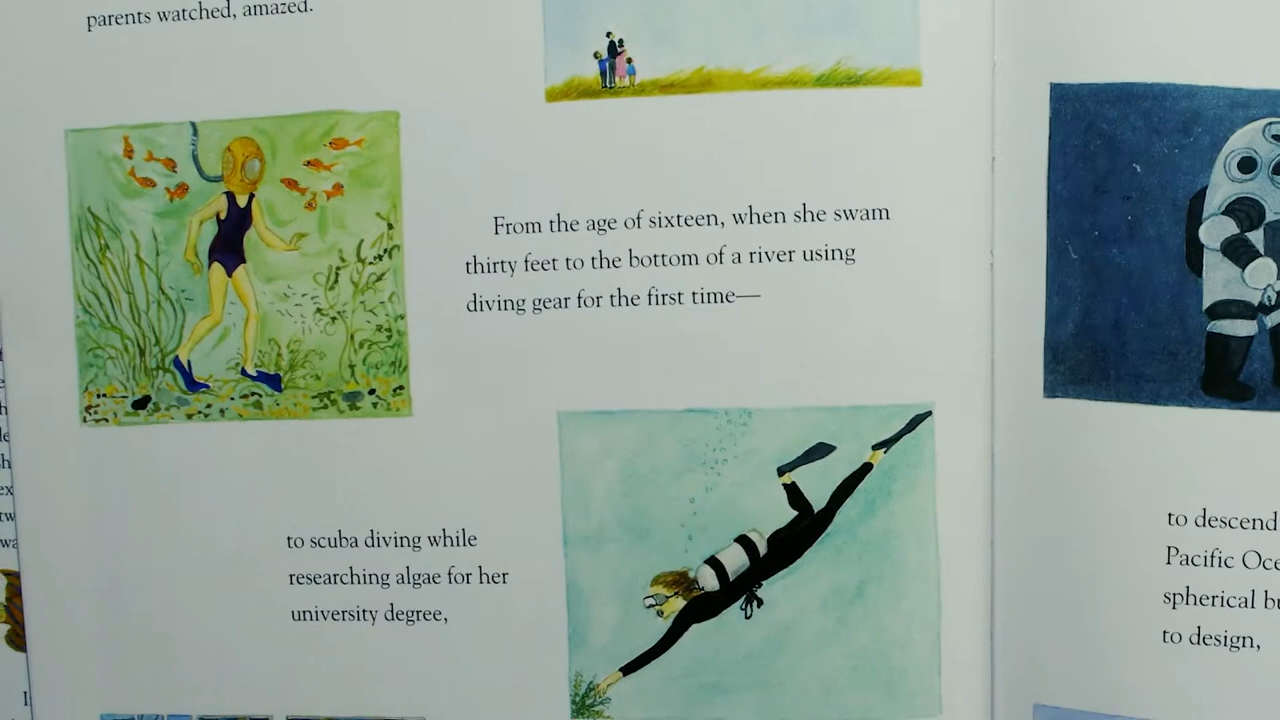 parents watched, amazed.
From the age of sixteen, when she swam
thirty feet to the bottom of a river using
diving gear for the first time—
to scuba diving while
researching algae for her
university degree,
to descend
Pacific
spherical
to design,